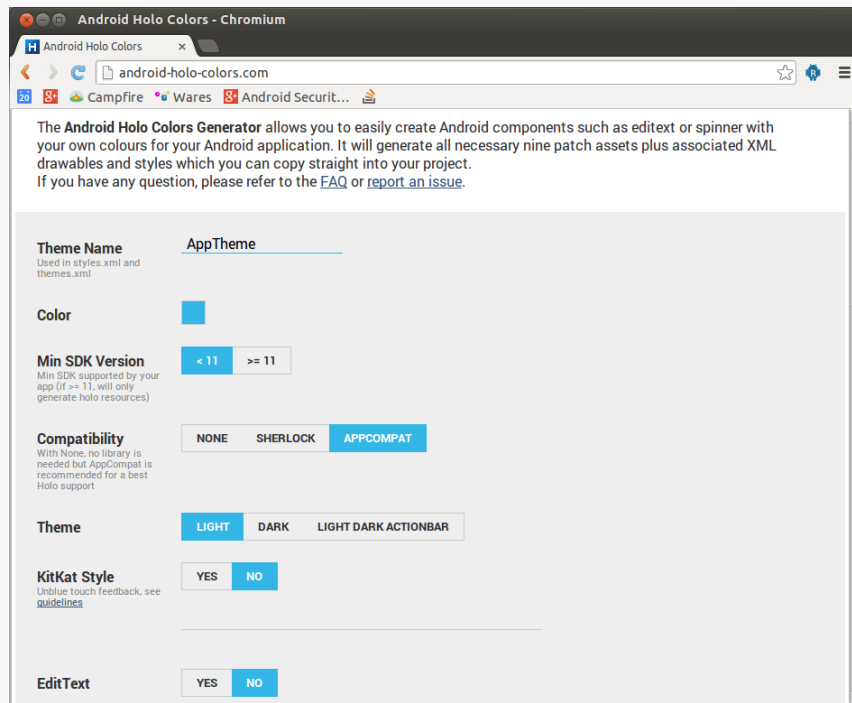 Android Holo Colors - Chromium
Android Holo Colors
android-holo-colors.com
20 Campfire Wares Android Securit...
The Android Holo Colors Generator allows you to easily create Android components such as editext or spinner with
your own colours for your Android application. It will generate all necessary nine patch assets plus associated XML
drawables and styles which you can copy straight into your project.
If you have any question, please refer to the FAQ or report an issue.
Theme Name
AppTheme
Used in styles.xml and
themes.xml
Color
Min SDK Version
< 11 >= 11
Min SDK supported by your
app (if >= 11, will only
generate holo resources)
Compatibility
NONE SHERLOCK APPCOMPAT
With None, no library is
needed but AppCompat is
recommended for a best
Holo support
Theme
LIGHT DARK LIGHT DARK ACTIONBAR
KitKat Style
YES NO
Unblue touch feedback, see
guidelines
EditText
YES NO